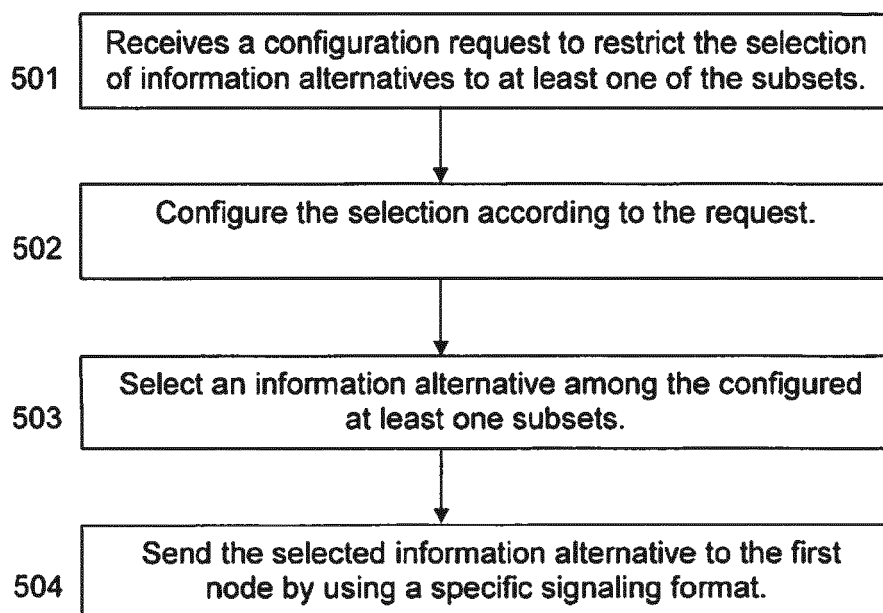 Receives a configuration request to restrict the selection
501
of information alternatives to at least one of the subsets.
Configure the selection according to the request.
502
Select an information alternative among the configured
503
at least one subsets.
Send the selected information alternative to the first
504
node by using a specific signaling format.